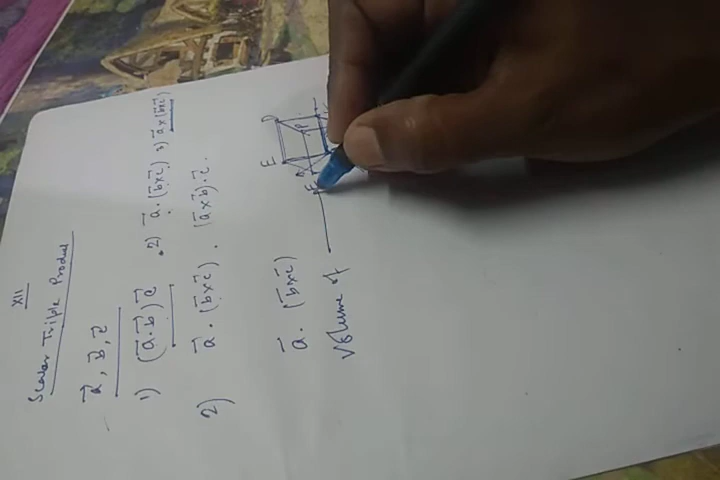 XII
Scalar Triple Product
a⃗, b⃗, c⃗
1) (a⃗.b⃗) c⃗ . 2) a⃗.(b⃗×c⃗) 3) a⃗×(b⃗×c⃗)
2) a⃗.(b⃗×c⃗). (a⃗×b⃗).c⃗.
a⃗.(b⃗×c⃗)
Volume of
E D
P
F